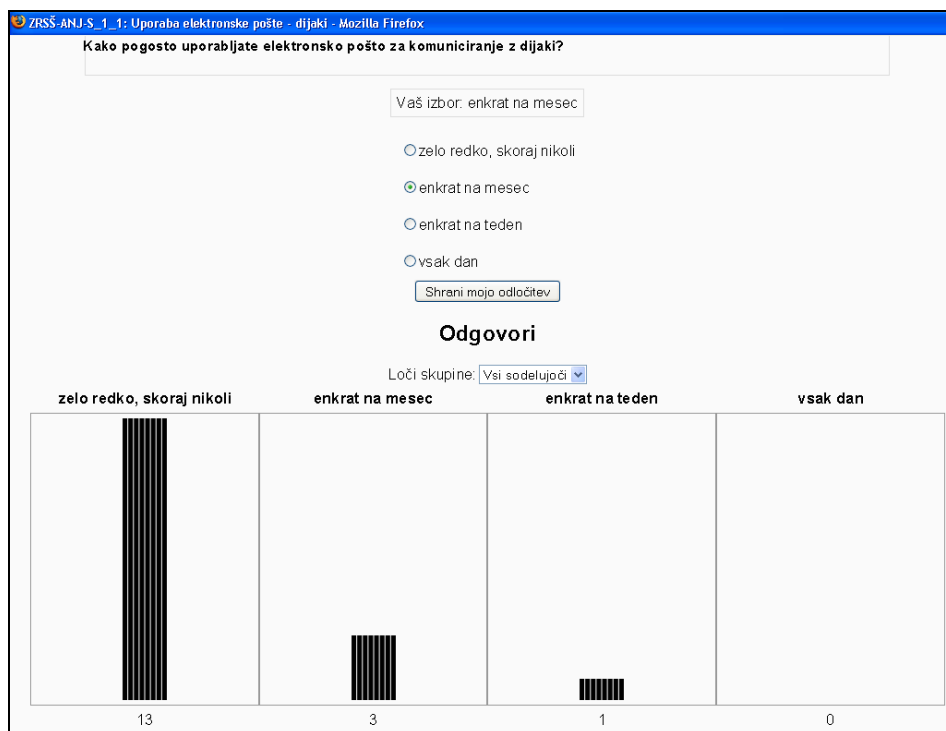 ZRSŠ-ANJ-S_1_1: Uporaba elektronske pošte - dijaki - Mozilla Firefox
Kako pogosto uporabljate elektronsko pošto za komuniciranje z dijaki?
Vaš izbor: enkrat na mesec
zelo redko, skoraj nikoli
enkrat na mesec
enkrat na teden
vsak dan
Shrani mojo odločitev
Odgovori
Loči skupine: Vsi sodelujoči
zelo redko, skoraj nikoli enkrat na mesec enkrat na teden vsak dan
13 3 1 0